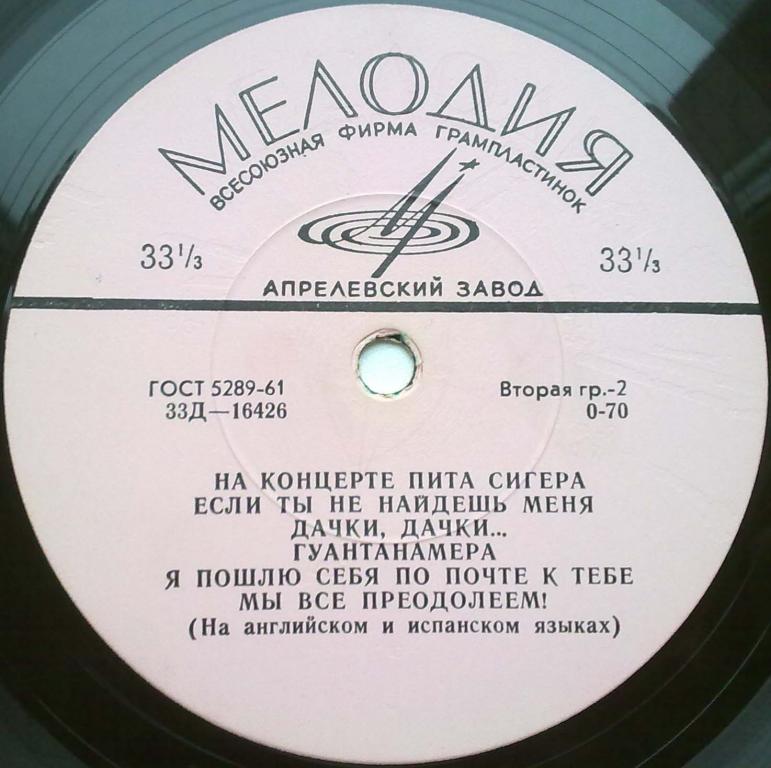 МЕЛОДИЯ
ВСЕСОЮЗНАЯ ФИРМА ГРАМПЛАСТИНОК
33 1/3
33 1/3
АПРЕЛЕВСКИЙ ЗАВОД
ГОСТ 5289-61
33Д—16426
Вторая гр.-2
0-70
НА КОНЦЕРТЕ ПИТА СИГЕРА
ЕСЛИ ТЫ НЕ НАЙДЕШЬ МЕНЯ
ДАЧКИ, ДАЧКИ...
ГУАНТАНАМЕРА
Я ПОШЛЮ СЕБЯ ПО ПОЧТЕ К ТЕБЕ
МЫ ВСЕ ПРЕОДОЛЕЕМ!
(На английском и испанском языках)